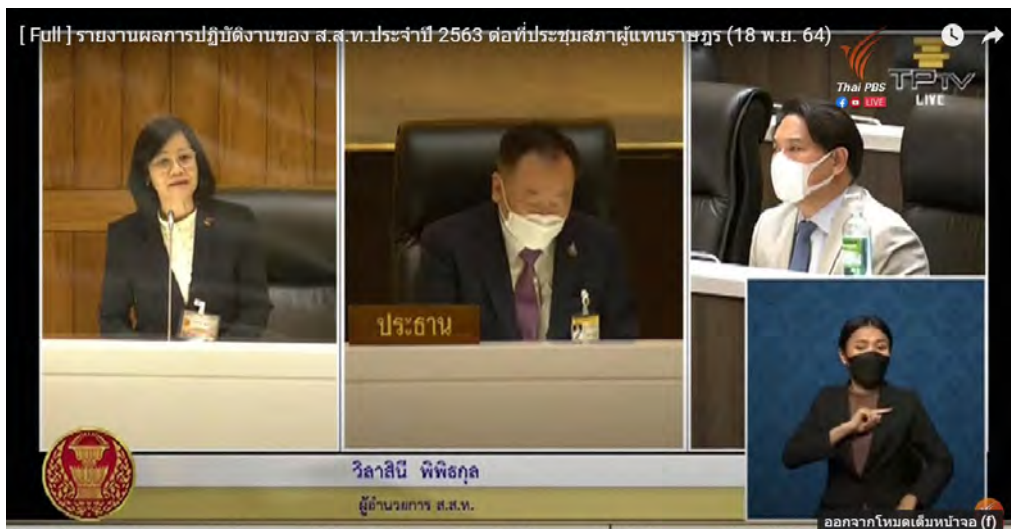 [ Full ] รายงานผลการปฏิบัติงานของ ส.ส.ท.ประจำปี 2563 ต่อที่ประชุมสภาผู้แทนราษฎร (18 พ.ย. 64)
Thai PBS
LIVE
TPTV
LIVE
ประธาน
วิลาสินี พิพิธกุล
ผู้อำนวยการ ส.ส.ท.
ออกจากโหมดเต็มหน้าจอ (f)